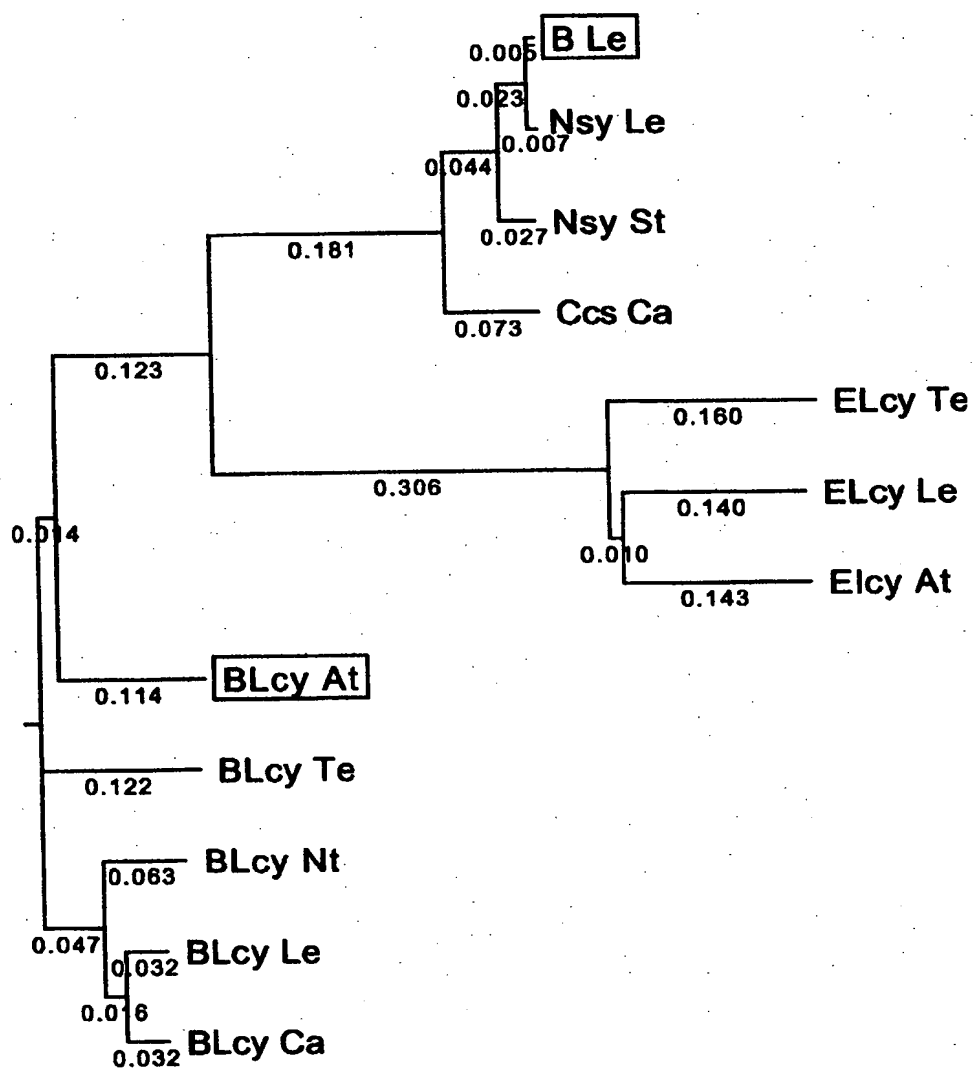 0.005 B Le
0.023
0.007 Nsy Le
0.044
0.027 Nsy St
0.181
0.073 Ccs Ca
0.123
0.160 ELcy Te
0.306
0.140 ELcy Le
0.014
0.010
0.143 Elcy At
0.114 BLcy At
0.122 BLcy Te
0.063 BLcy Nt
0.047
0.032 BLcy Le
0.016
0.032 BLcy Ca